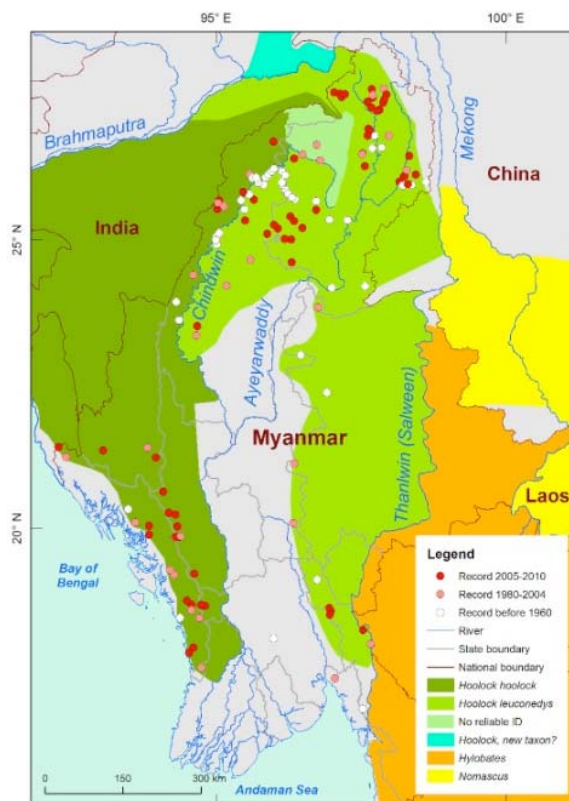 95° E
100° E
Brahmaputra
Mekong
China
India
25° N
Chindwin
Ayeyarwaddy
Myanmar
Thanlwin (Salween)
Laos
20° N
Bay of
Bengal
Legend
Record 2005-2010
Record 1980-2004
Record before 1960
River
State boundary
National boundary
Hoolock hoolock
Hoolock leuconedys
No reliable ID
Hoolock, new taxon?
Hylobates
Nomascus
0 150 300 km
Andaman Sea